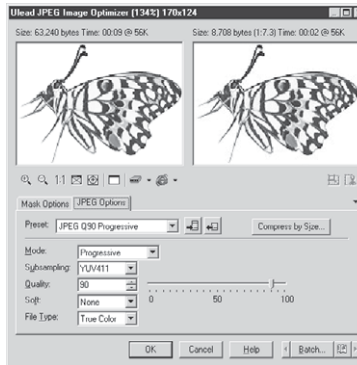 Ulead JPEG Image Optimizer (134%) 170x124
Size: 63,240 bytes Time: 00:09 @ 56K Size: 8,708 bytes (1:7.3) Time: 00:02 @ 56K
1:1
Mask Options JPEG Options
Preset: JPEG Q90 Progressive Compress by Size...
Mode: Progressive
Subsampling: YUV411
Quality: 90
Soft: None 0 50 100
File Type: True Color
OK Cancel Help Batch...